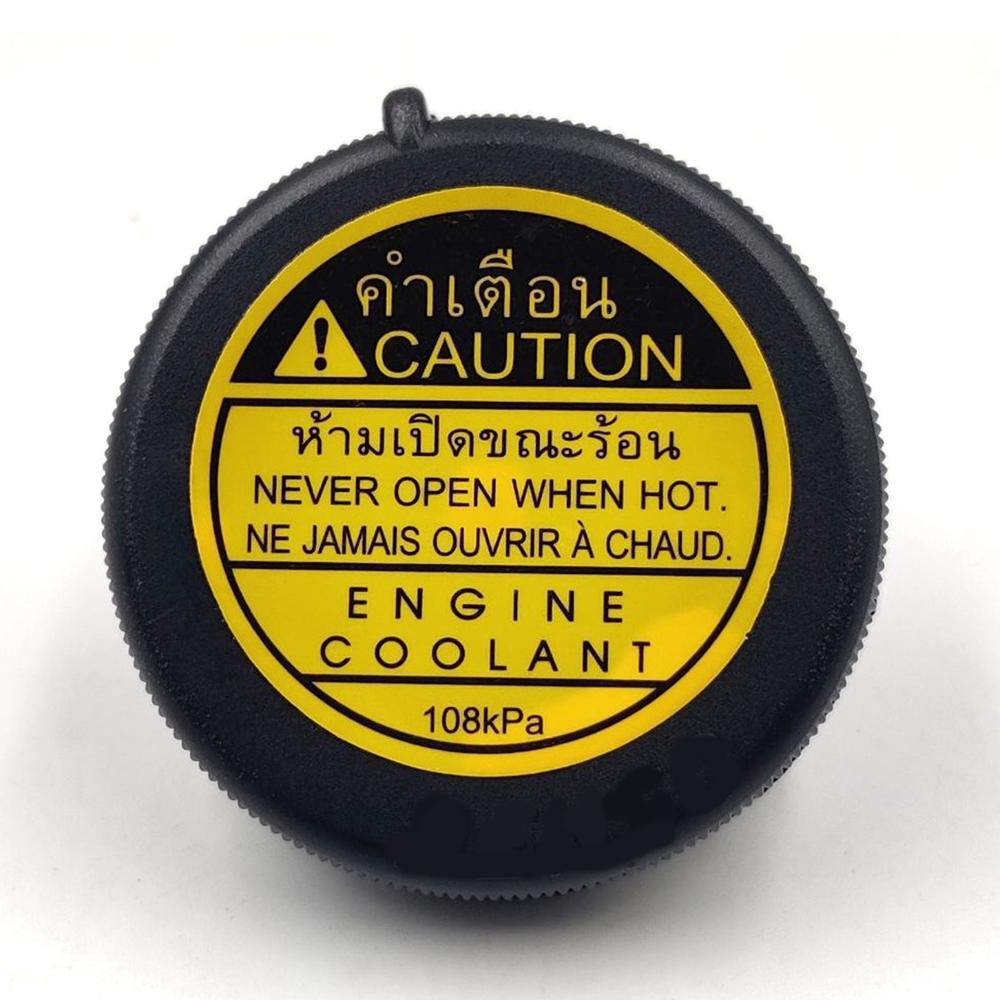 คำเตือน
CAUTION
ห้ามเปิดขณะร้อน
NEVER OPEN WHEN HOT.
NE JAMAIS OUVRIR À CHAUD.
ENGINE
COOLANT
108kPa